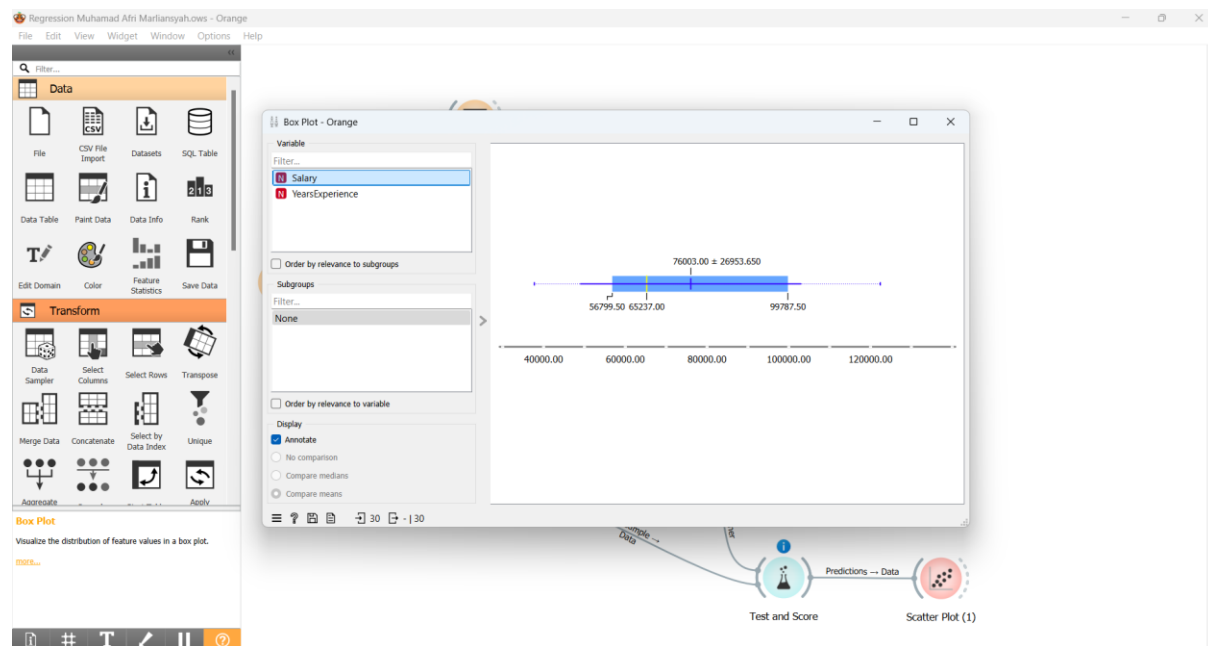 Regression Muhamad Afri Marliansyah.ows - Orange
File Edit View Widget Window Options Help
Filter...
Data
File
CSV File Import
Datasets
SQL Table
Data Table
Paint Data
Data Info
Rank
Edit Domain
Color
Feature Statistics
Save Data
Transform
Data Sampler
Select Columns
Select Rows
Transpose
Merge Data
Concatenate
Select by Data Index
Unique
Aggregate
Apply
Box Plot
Visualize the distribution of feature values in a box plot.
more...
Box Plot - Orange
Variable
Filter...
N Salary
N YearsExperience
Order by relevance to subgroups
Subgroups
Filter...
None
Order by relevance to variable
Display
Annotate
No comparison
Compare medians
Compare means
30 - | 30
76003.00 ± 26953.650
56799.50 65237.00 99787.50
40000.00 60000.00 80000.00 100000.00 120000.00
Data
Predictions → Data
Test and Score
Scatter Plot (1)